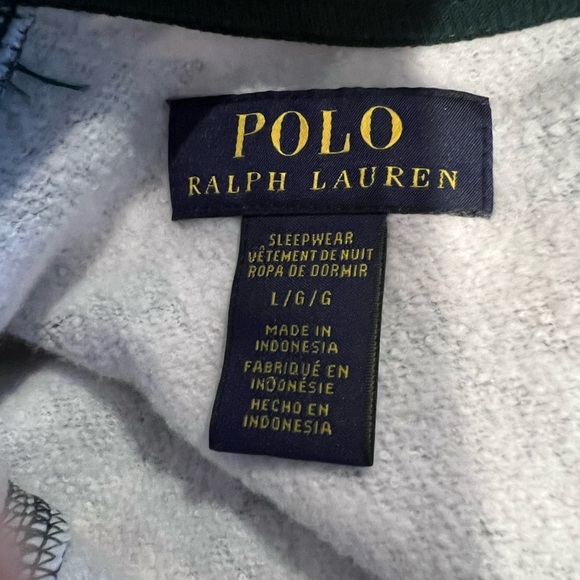 POLO
RALPH LAUREN
SLEEPWEAR
VÊTEMENT DE NUIT
ROPA DE DORMIR
L/G/G
MADE IN
INDONESIA
FABRIQUÉ EN
INDONÉSIE
HECHO EN
INDONESIA